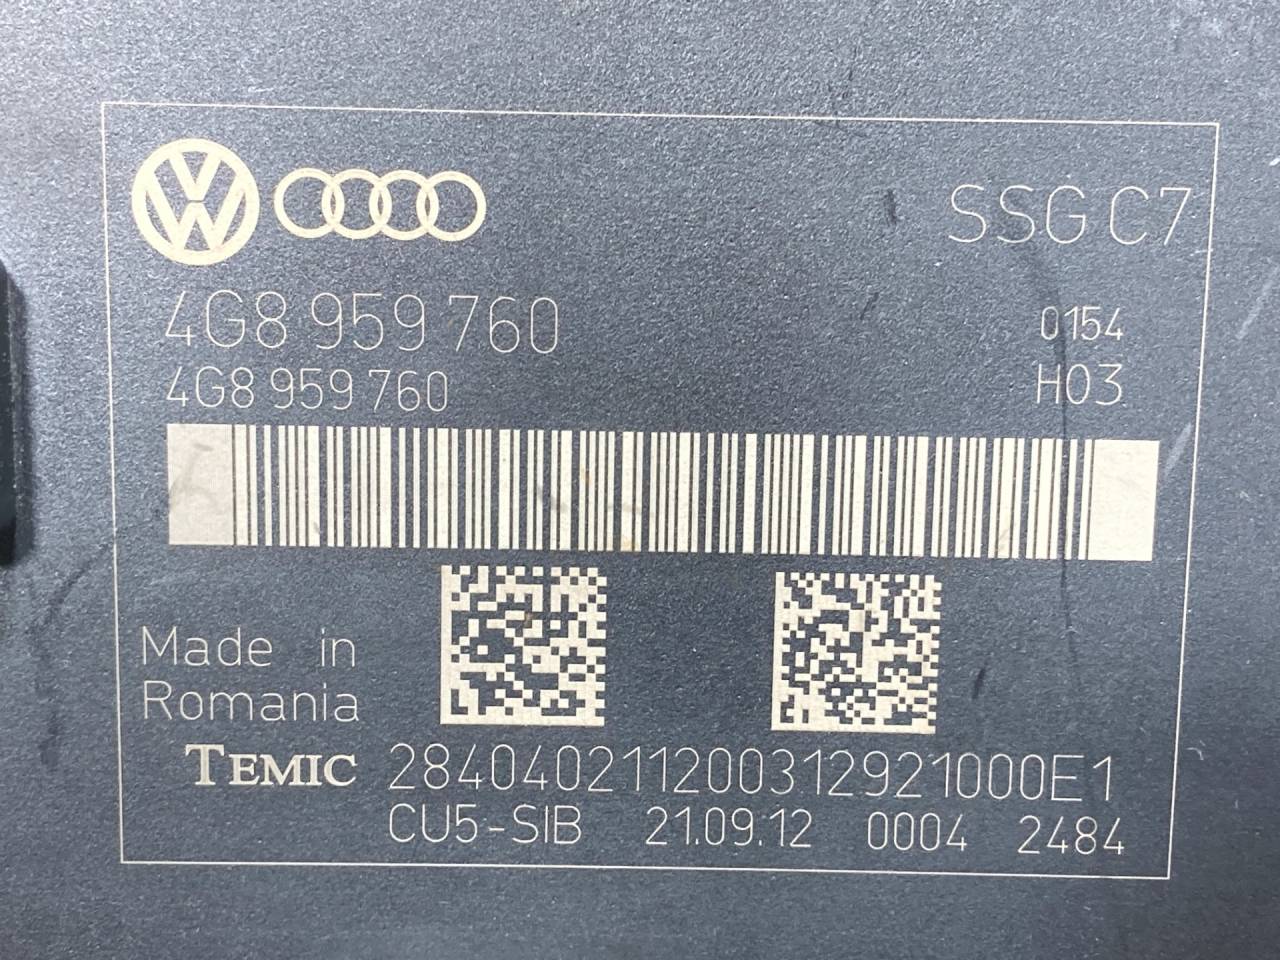 SSG C7
4G8 959 760
0154
4G8 959 760
H03
Made in
Romania
TEMIC 284040211200312921000E1
CU5-SIB 21.09.12 0004 2484